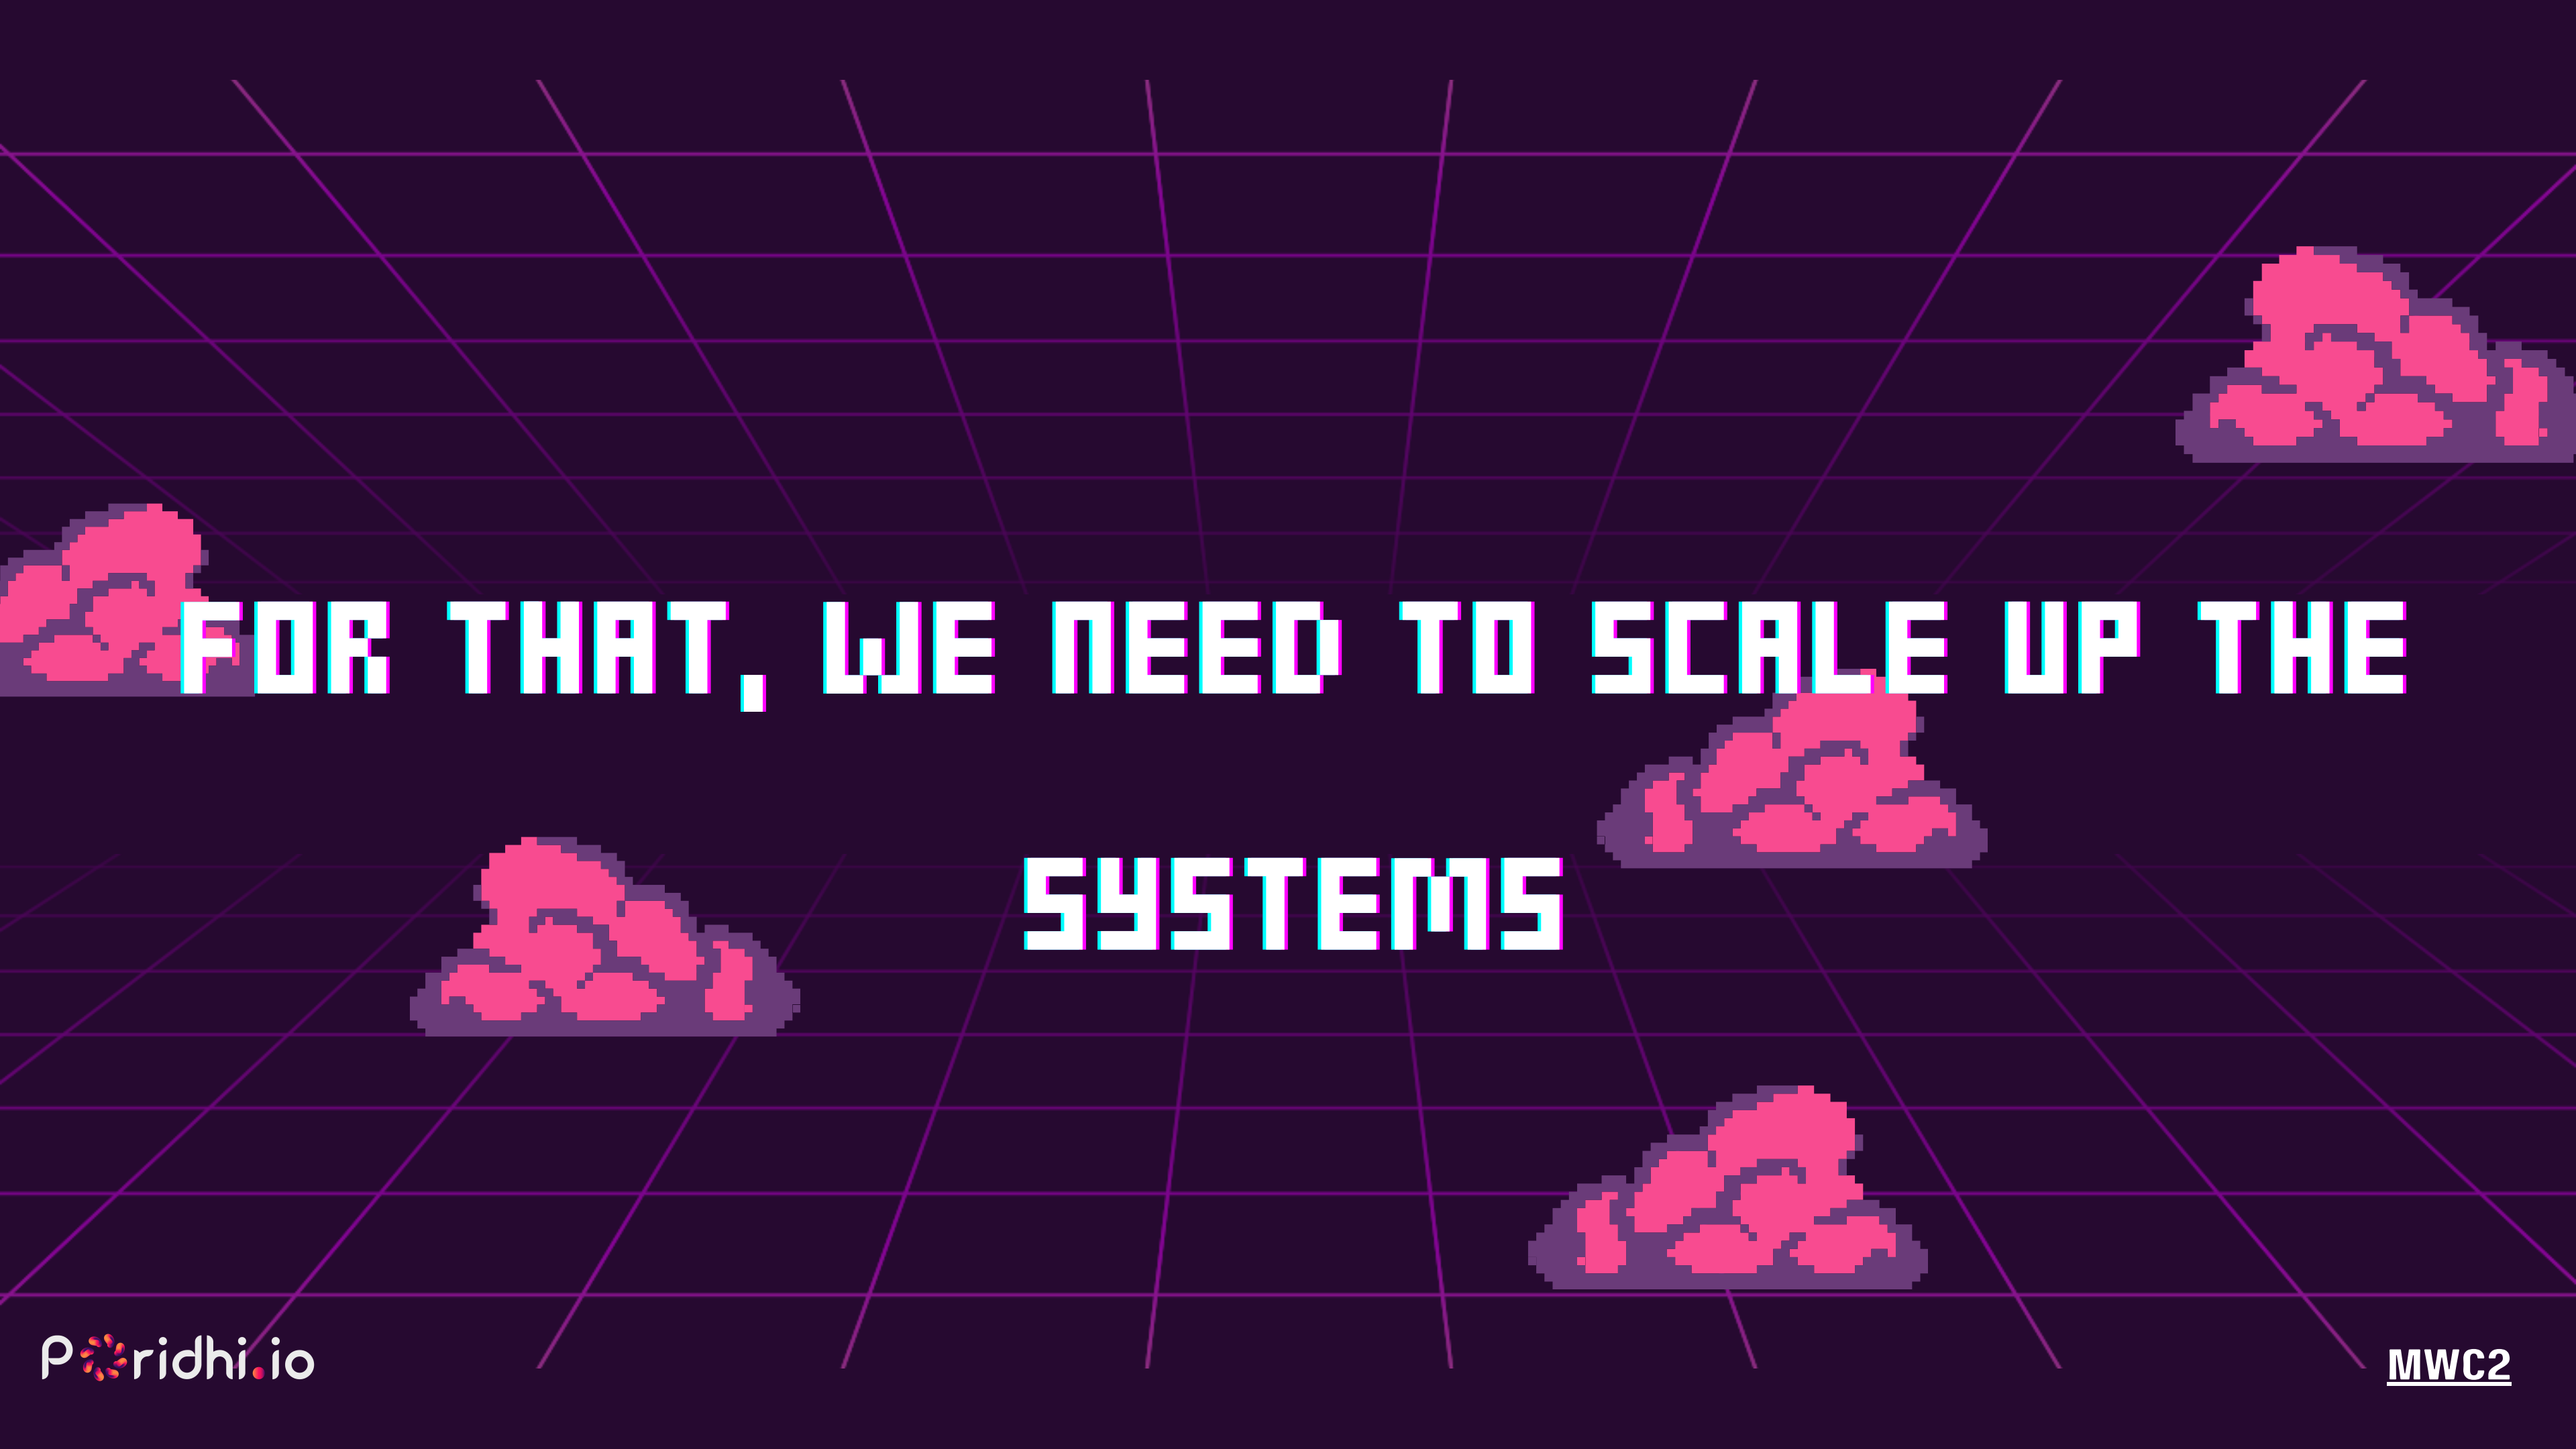 FOR THAT, WE NEED TO SCALE UP THE
SYSTEMS
Poridhi.io
MWC2